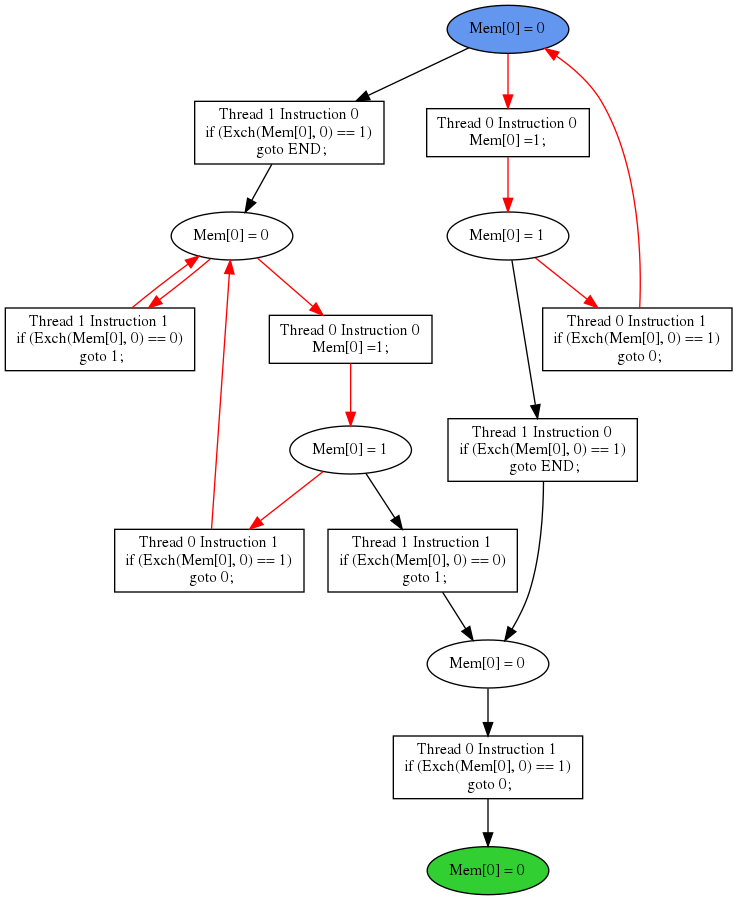 Mem[0] = 0
Thread 1 Instruction 0
if (Exch(Mem[0], 0) == 1)
goto END;
Thread 0 Instruction 0
Mem[0] =1;
Mem[0] = 0
Mem[0] = 1
Thread 1 Instruction 1
if (Exch(Mem[0], 0) == 0)
goto 1;
Thread 0 Instruction 0
Mem[0] =1;
Thread 0 Instruction 1
if (Exch(Mem[0], 0) == 1)
goto 0;
Mem[0] = 1
Thread 1 Instruction 0
if (Exch(Mem[0], 0) == 1)
goto END;
Thread 0 Instruction 1
if (Exch(Mem[0], 0) == 1)
goto 0;
Thread 1 Instruction 1
if (Exch(Mem[0], 0) == 0)
goto 1;
Mem[0] = 0
Thread 0 Instruction 1
if (Exch(Mem[0], 0) == 1)
goto 0;
Mem[0] = 0